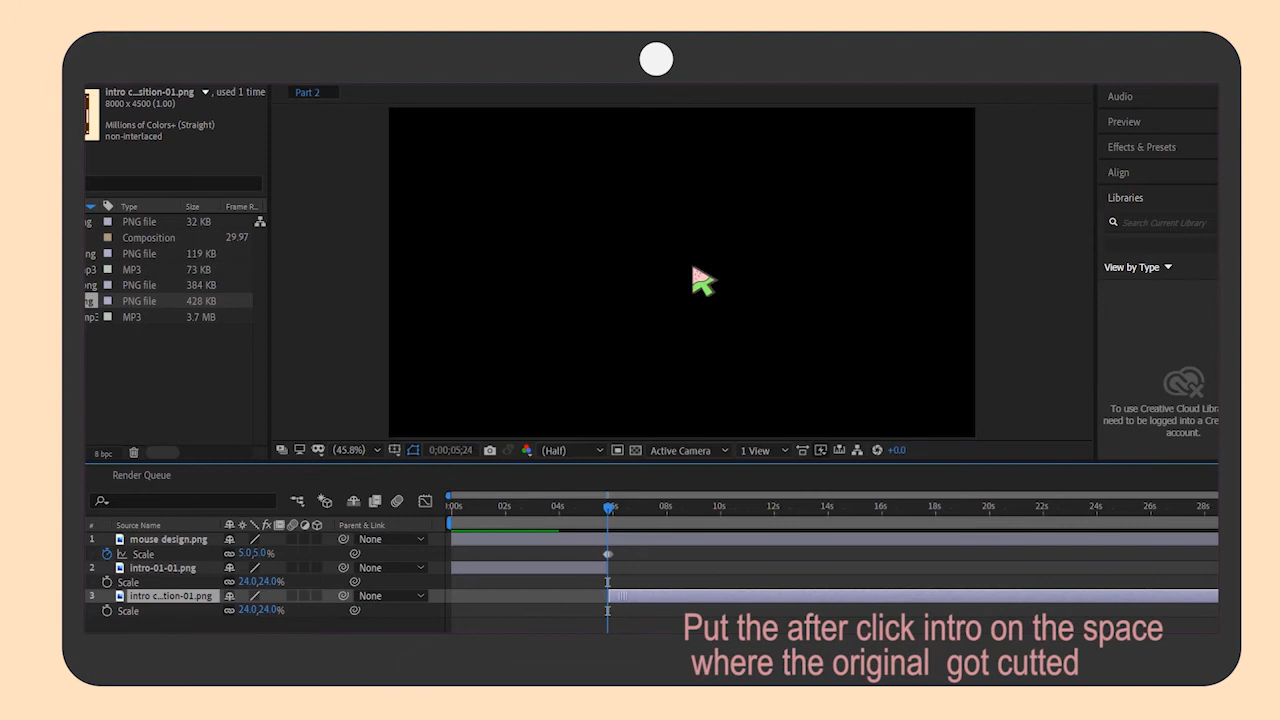 intro c...sition-01.png ▼, used 1 time
8000 x 4500 (1.00)
Millions of Colors+ (Straight)
non-interlaced
Type Size Frame R...
PNG file 32 KB
Composition 29.97
PNG file 119 KB
MP3 73 KB
PNG file 384 KB
PNG file 428 KB
MP3 3.7 MB
8 bpc
Part 2
(45.8%) 0;00;05;24 (Half) Active Camera 1 View +0.0
Audio
Preview
Effects & Presets
Align
Libraries
Search Current Library
View by Type
To use Creative Cloud Libra
need to be logged into a Cre
account.
Render Queue
:00s 02s 04s 06s 08s 10s 12s 14s 16s 18s 20s 22s 24s 26s 28s
# Source Name Parent & Link
1 mouse design.png None
Scale 5.0,5.0 %
2 intro-01-01.png None
Scale 24.0,24.0%
3 intro c...tion-01.png None
Scale 24.0,24.0%
Put the after click intro on the space
where the original got cutted